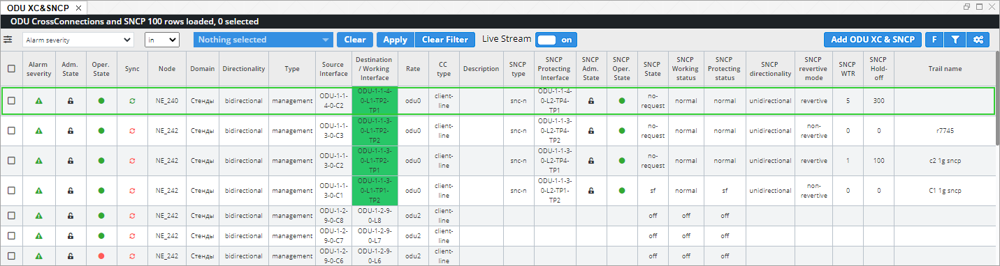 ODU XC&SNCP
ODU CrossConnections and SNCP 100 rows loaded, 0 selected
Alarm severity in Nothing selected Clear Apply Clear Filter Live Stream on Add ODU XC & SNCP F
Alarm severity Adm. State Oper. State Sync Node Domain Directionality Type Source Interface Destination / Working Interface Rate CC type Description SNCP type SNCP Protecting Interface SNCP Adm. State SNCP Oper. State SNCP State SNCP Working status SNCP Protecting status SNCP directionality SNCP revertive mode SNCP WTR SNCP Hold-off Trail name
NE_240 Стенды bidirectional management ODU-1-1-4-0-C2 ODU-1-1-4-0-L1-TP2-TP1 odu0 client-line snc-n ODU-1-1-4-0-L2-TP4-TP1 no-request normal normal unidirectional revertive 5 300
NE_242 Стенды bidirectional management ODU-1-1-3-0-C3 ODU-1-1-3-0-L1-TP2-TP2 odu0 client-line snc-n ODU-1-1-3-0-L2-TP4-TP2 no-request normal normal unidirectional non-revertive 0 0 r7745
NE_242 Стенды bidirectional management ODU-1-1-3-0-C2 ODU-1-1-3-0-L1-TP2-TP1 odu0 client-line snc-n ODU-1-1-3-0-L2-TP4-TP1 no-request normal normal unidirectional revertive 1 100 c2 1g sncp
NE_242 Стенды bidirectional management ODU-1-1-3-0-C1 ODU-1-1-3-0-L1-TP1-TP2 odu0 client-line snc-n ODU-1-1-3-0-L2-TP1-TP2 sf normal sf unidirectional non-revertive 0 0 C1 1g sncp
NE_242 Стенды bidirectional management ODU-1-2-9-0-C8 ODU-1-2-9-0-L8 odu2 client-line off off off
NE_242 Стенды bidirectional management ODU-1-2-9-0-C7 ODU-1-2-9-0-L7 odu2 client-line off off off
NE_242 Стенды bidirectional management ODU-1-2-9-0-C6 ODU-1-2-9-0-L6 odu2 client-line off off off